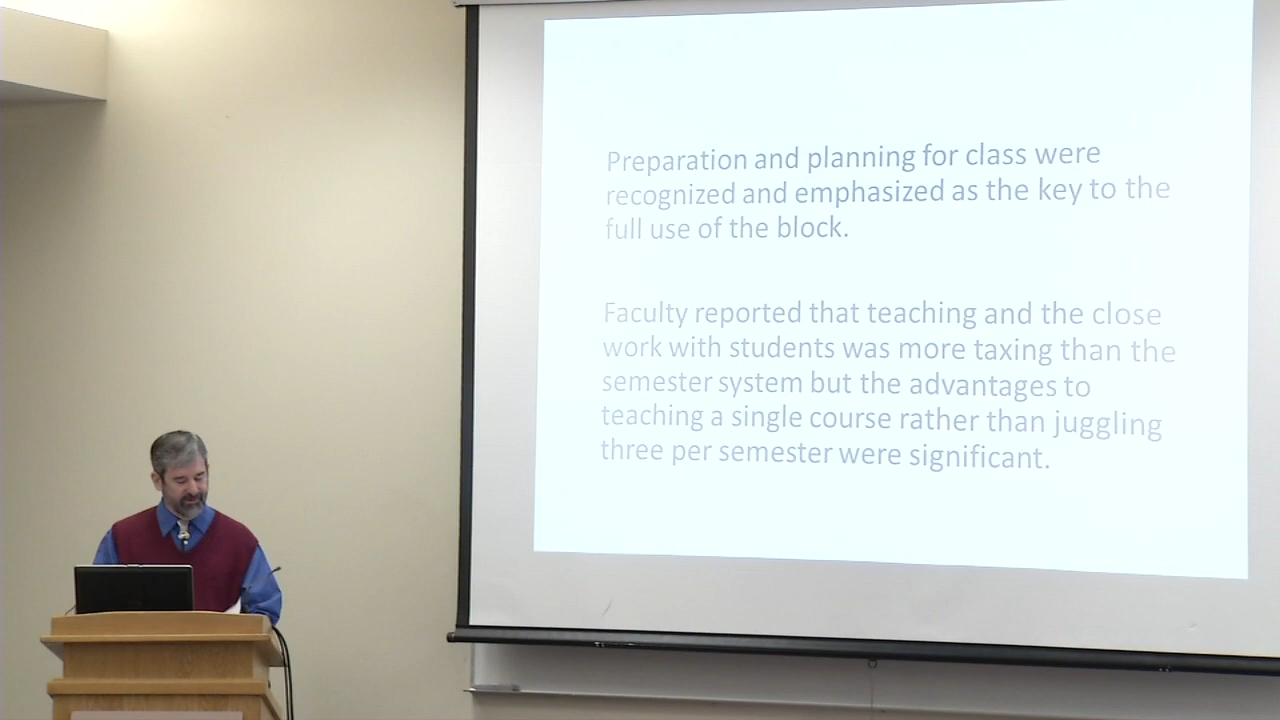 Preparation and planning for class were
recognized and emphasized as the key to the
full use of the block.
Faculty reported that teaching and the close
work with students was more taxing than the
semester system but the advantages to
teaching a single course rather than juggling
three per semester were significant.